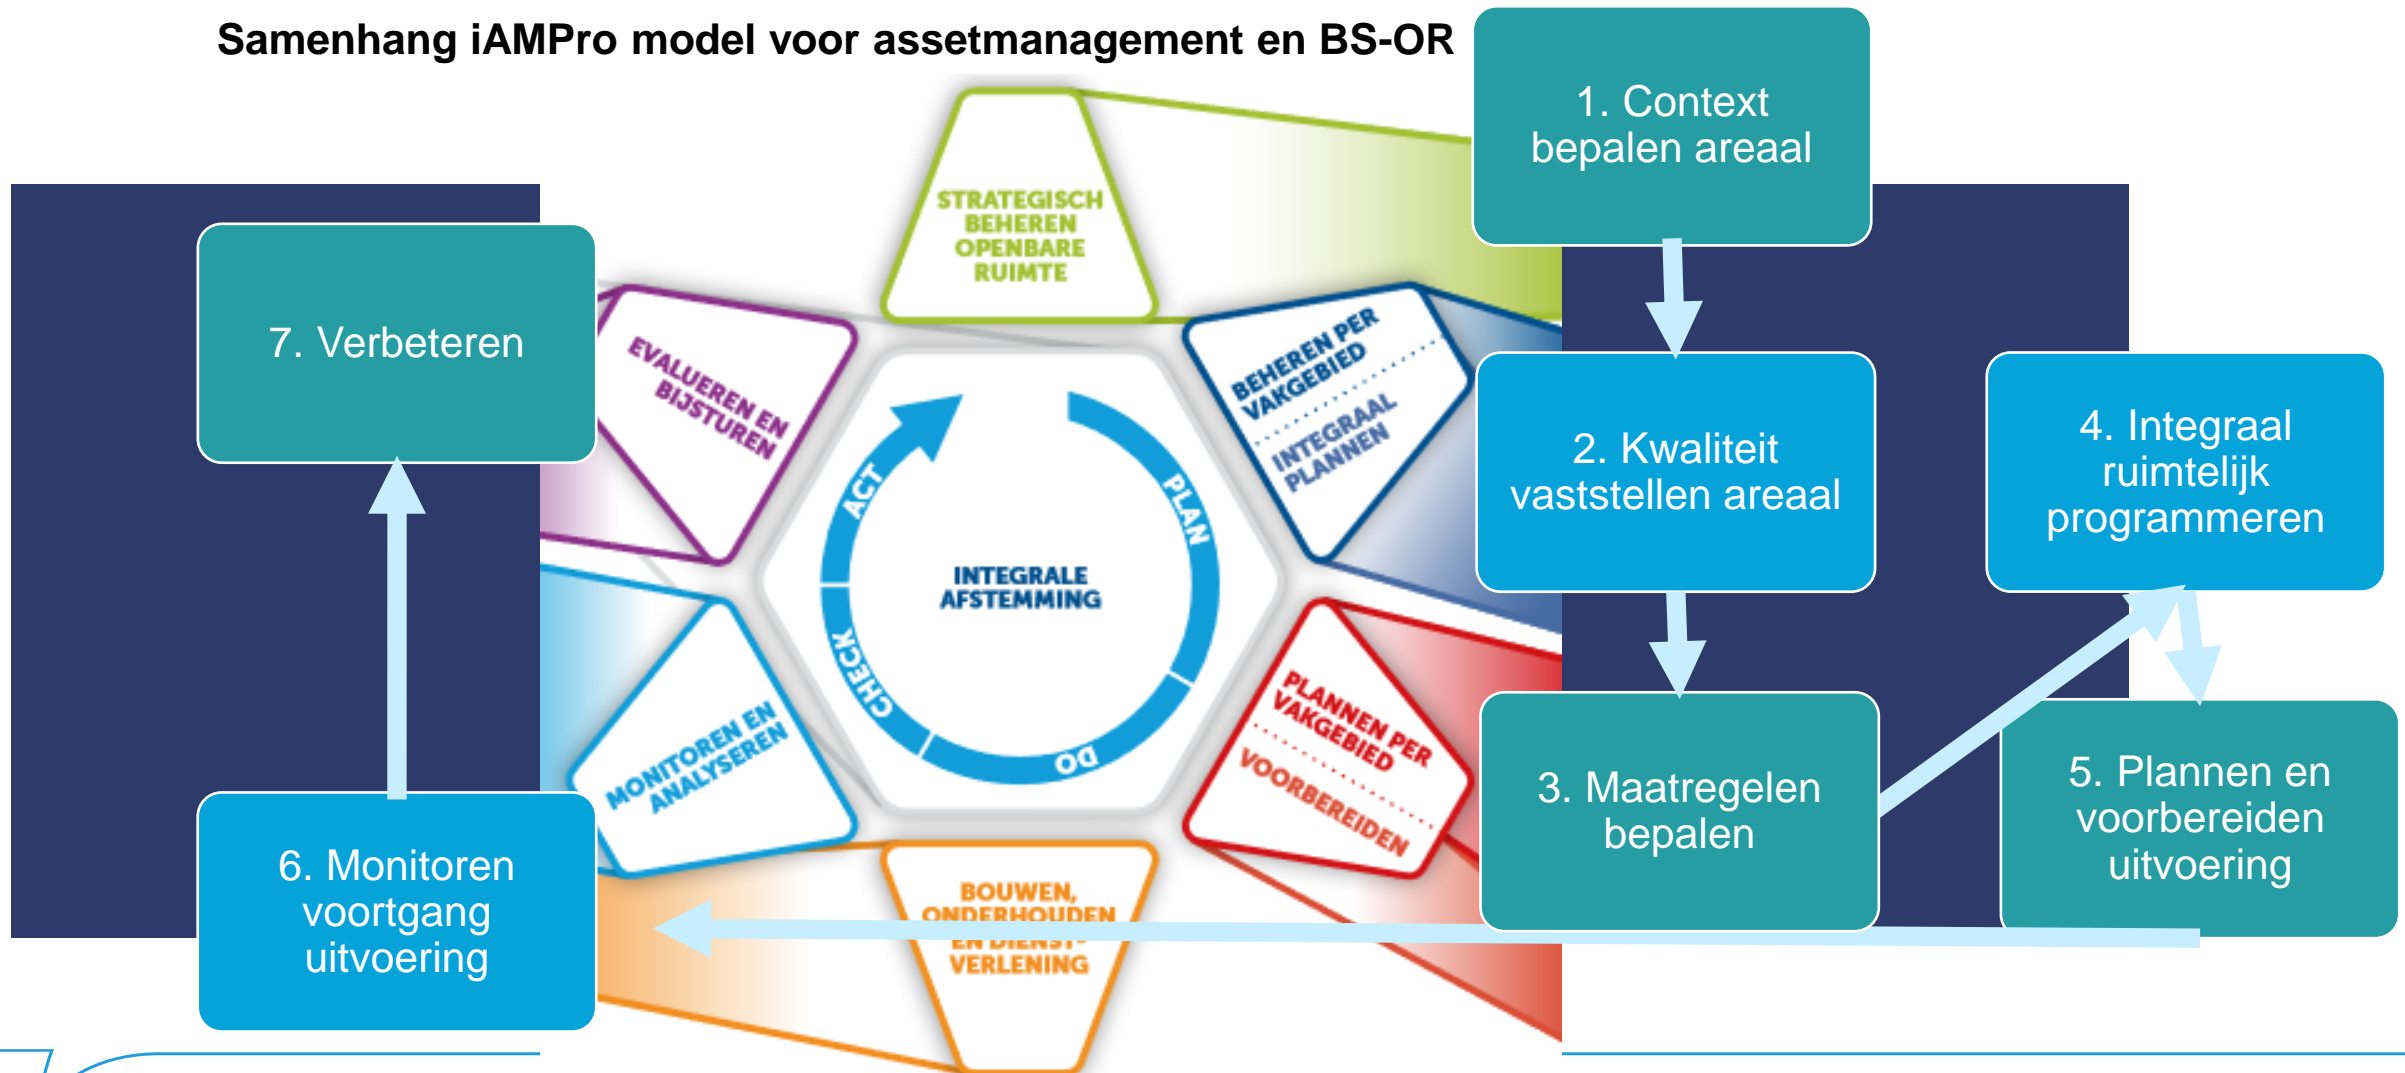 Samenhang iAMPro model voor assetmanagement en BS-OR
1. Context
bepalen areaal
2. Kwaliteit
vaststellen areaal
3. Maatregelen
bepalen
4. Integraal
ruimtelijk
programmeren
5. Plannen en
voorbereiden
uitvoering
6. Monitoren
voortgang
uitvoering
7. Verbeteren
STRATEGISCH
BEHEREN
OPENBARE
RUIMTE
BEHEREN PER
VAKGEBIED
INTEGRAAL
PLANNEN
PLANNEN PER
VAKGEBIED
VOORBEREIDEN
BOUWEN,
ONDERHOUDEN
EN DIENST-
VERLENING
MONITOREN EN
ANALYSEREN
EVALUEREN EN
BIJSTUREN
PLAN
DO
CHECK
ACT
INTEGRALE
AFSTEMMING